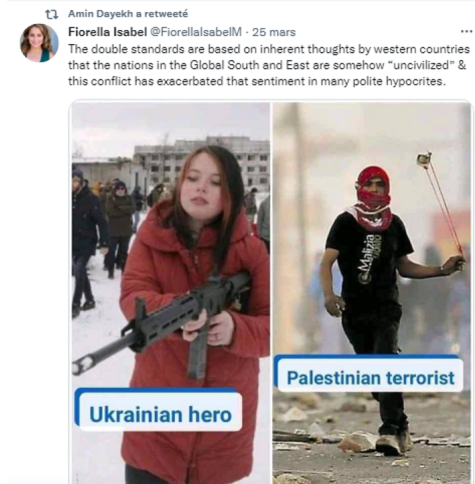 Amin Dayekh a retweeté
Fiorella Isabel @FiorellaIsabelM · 25 mars
The double standards are based on inherent thoughts by western countries
that the nations in the Global South and East are somehow “uncivilized” &
this conflict has exacerbated that sentiment in many polite hypocrites.
Malizia
Palestinian terrorist
Ukrainian hero